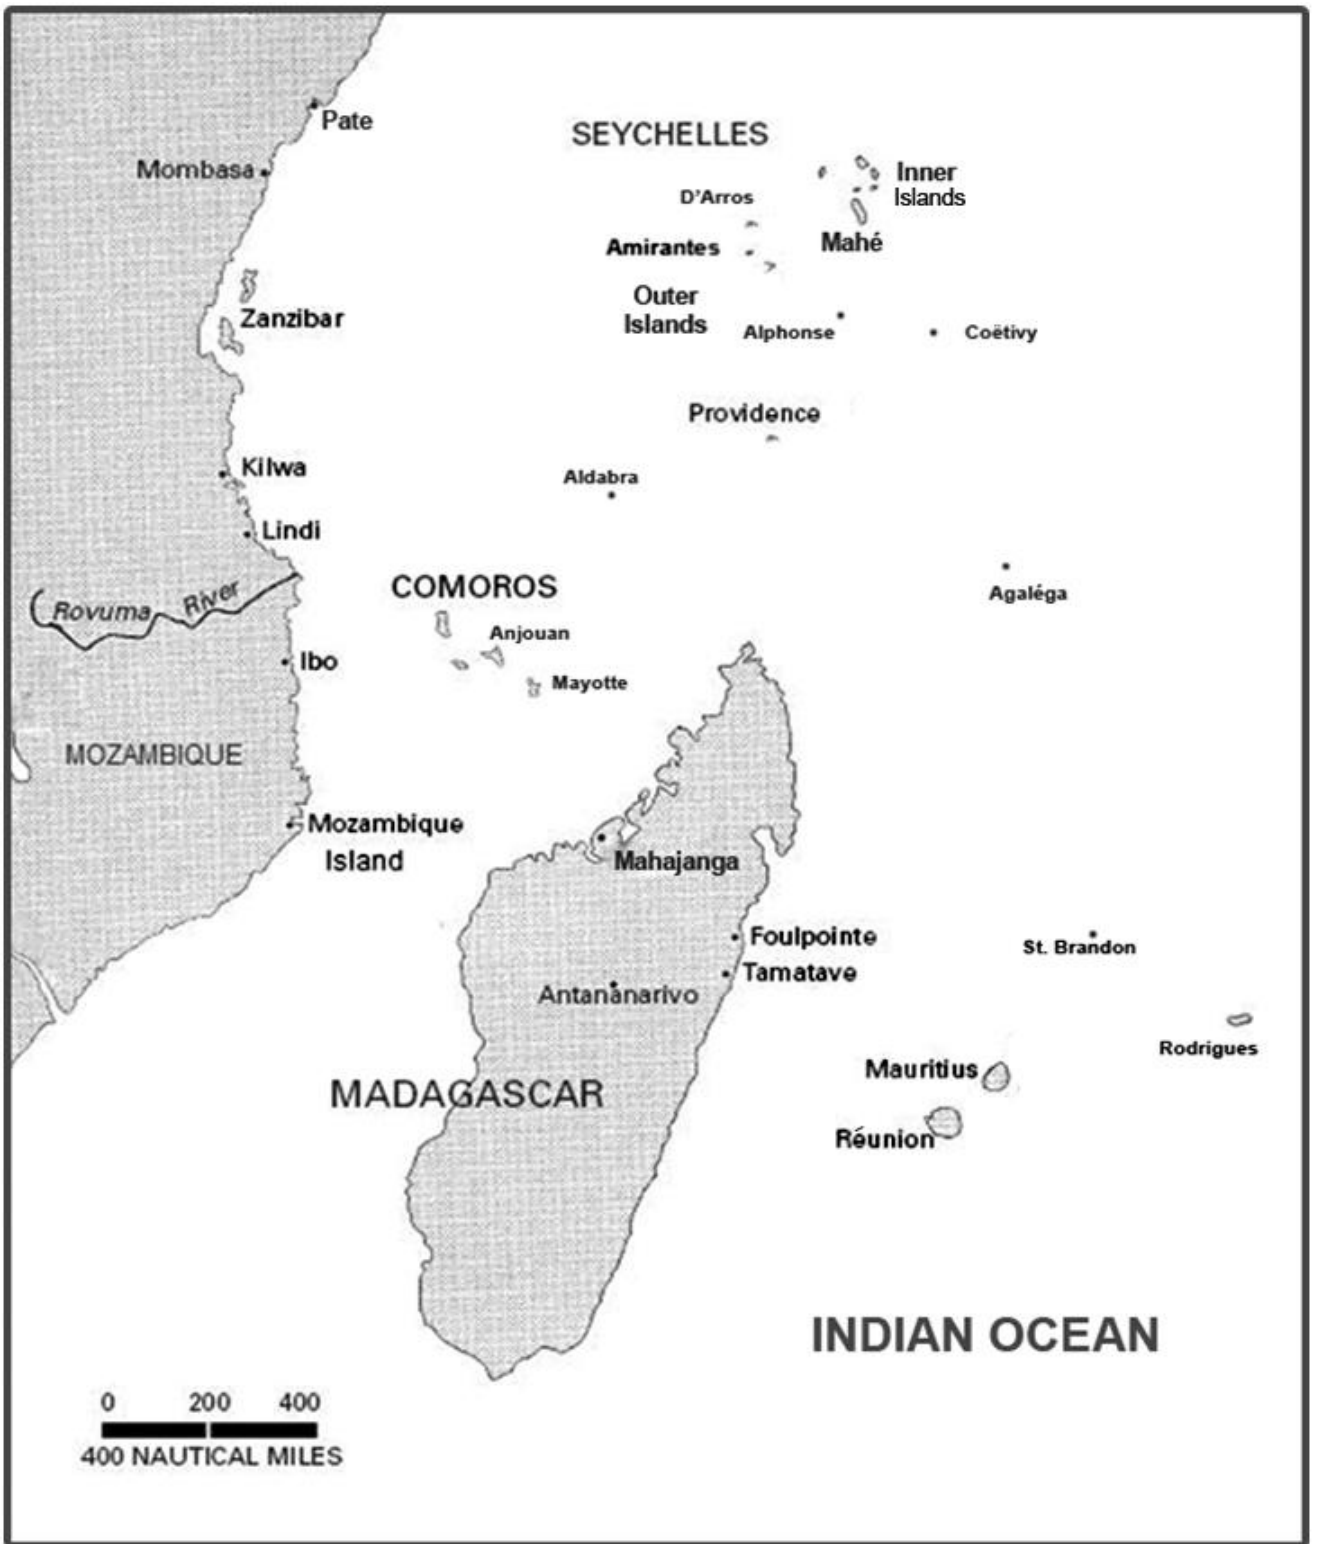 Pate
SEYCHELLES
Mombasa
Inner
Islands
D'Arros
Mahé
Amirantes
Outer
Islands
Zanzibar
Alphonse
Coëtivy
Providence
Kilwa
Aldabra
Lindi
COMOROS
Agaléga
Rovuma River
Anjouan
Ibo
Mayotte
MOZAMBIQUE
Mozambique
Island
Mahajanga
Foulpointe
St. Brandon
Tamatave
Antananarivo
Rodrigues
Mauritius
MADAGASCAR
Réunion
INDIAN OCEAN
0 200 400
400 NAUTICAL MILES